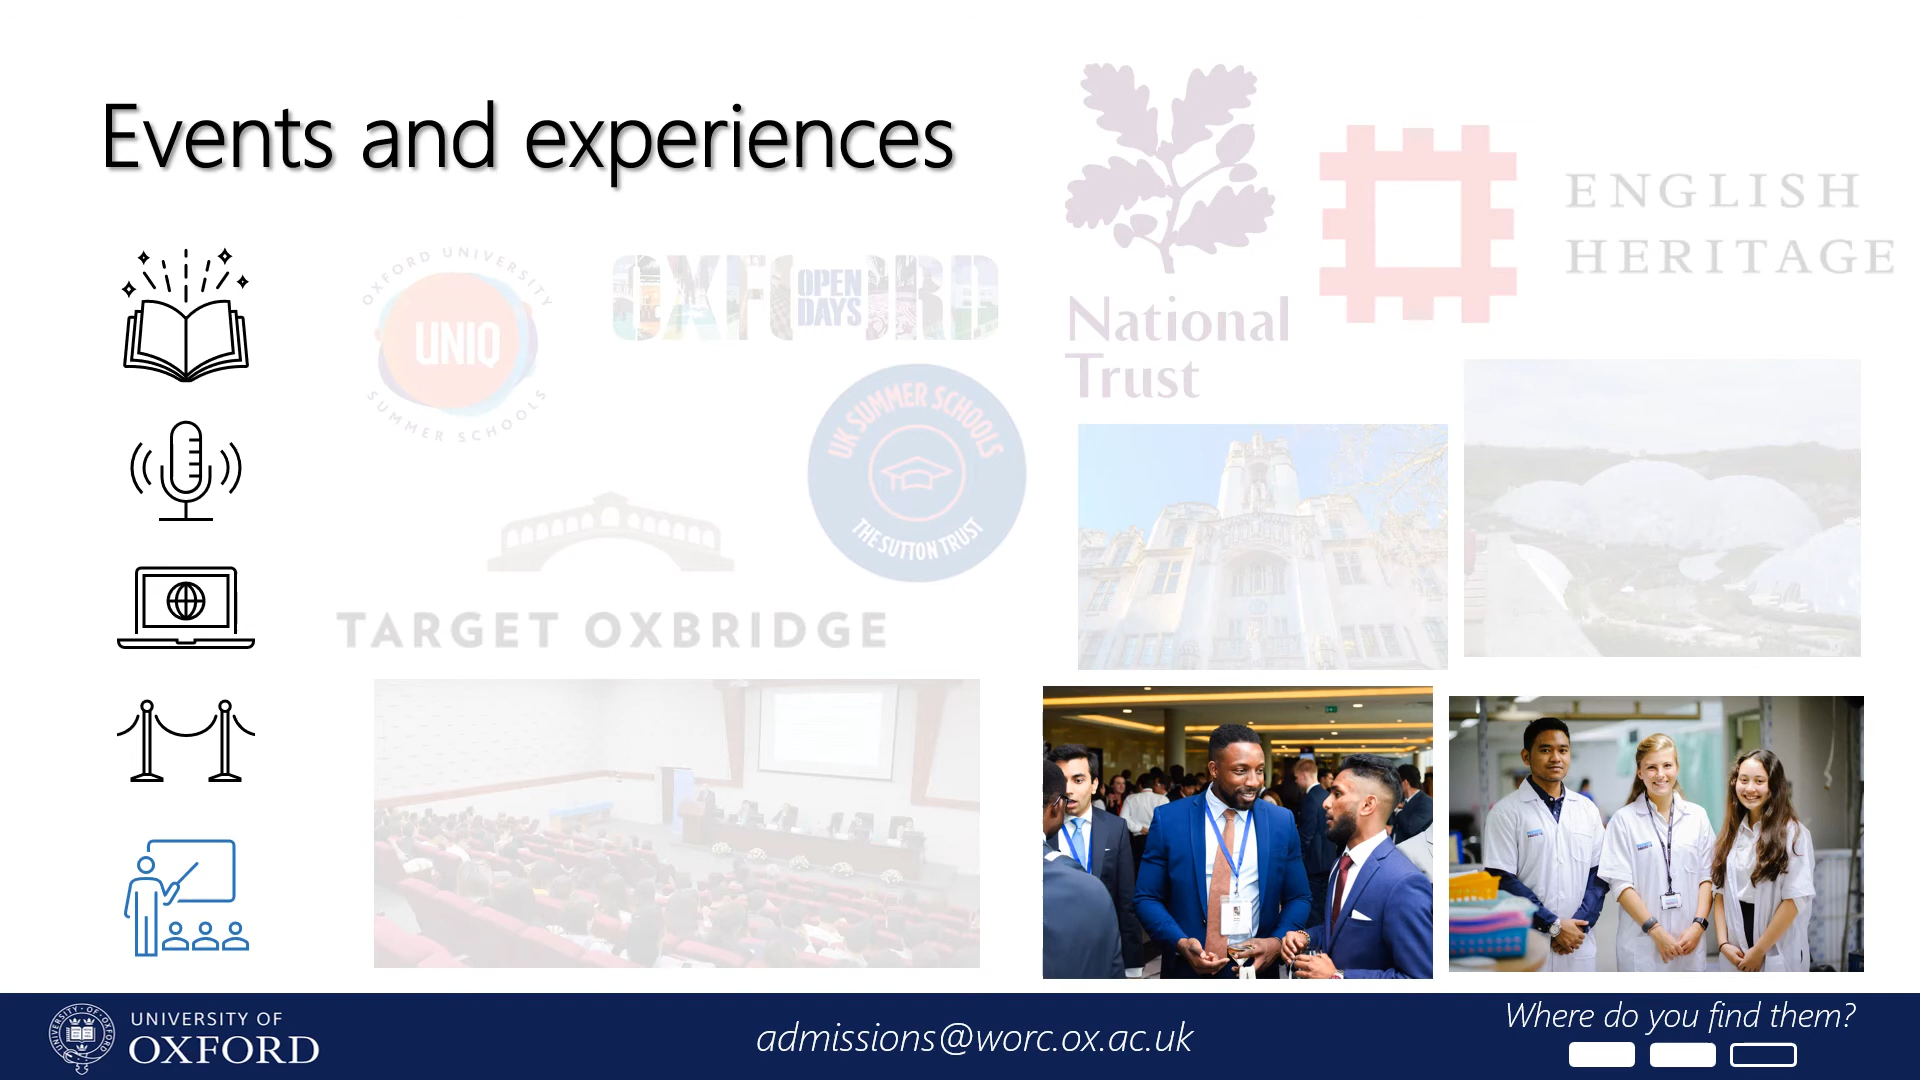 Events and experiences
National
Trust
ENGLISH
HERITAGE
OXFORD UNIVERSITY
UNIQ
SUMMER SCHOOLS
OXFORD
OPEN
DAYS
UK SUMMER SCHOOLS
THE SUTTON TRUST
TARGET OXBRIDGE
UNIVERSITY OF
OXFORD
admissions@worc.ox.ac.uk
Where do you find them?